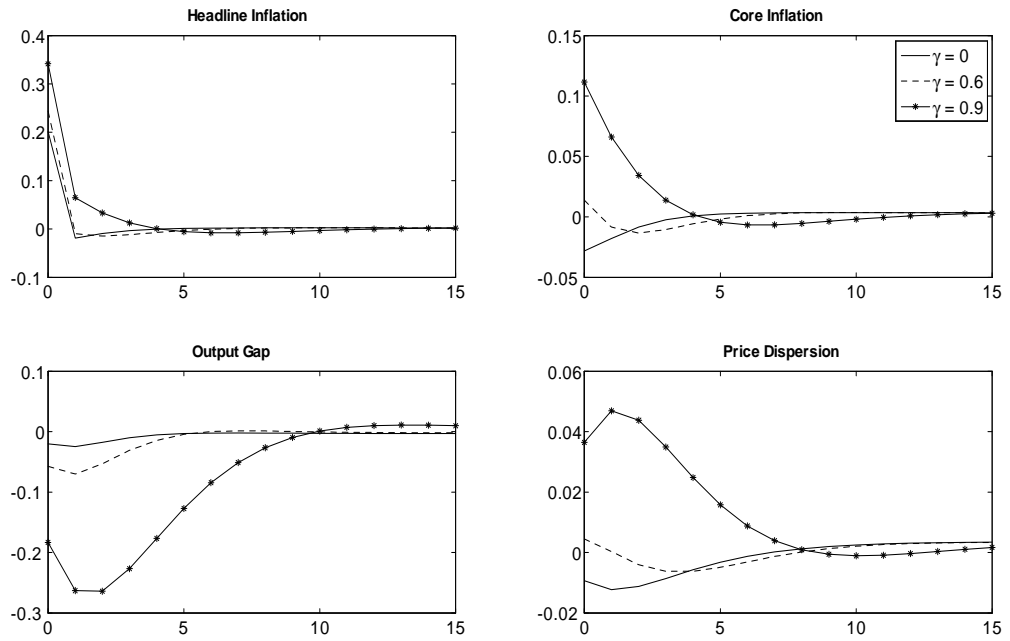 Headline Inflation
0.4
0.3
0.2
0.1
0
-0.1
0 5 10 15
Core Inflation
0.15
0.1
0.05
0
-0.05
0 5 10 15
γ = 0
γ = 0.6
γ = 0.9
Output Gap
0.1
0
-0.1
-0.2
-0.3
0 5 10 15
Price Dispersion
0.06
0.04
0.02
0
-0.02
0 5 10 15